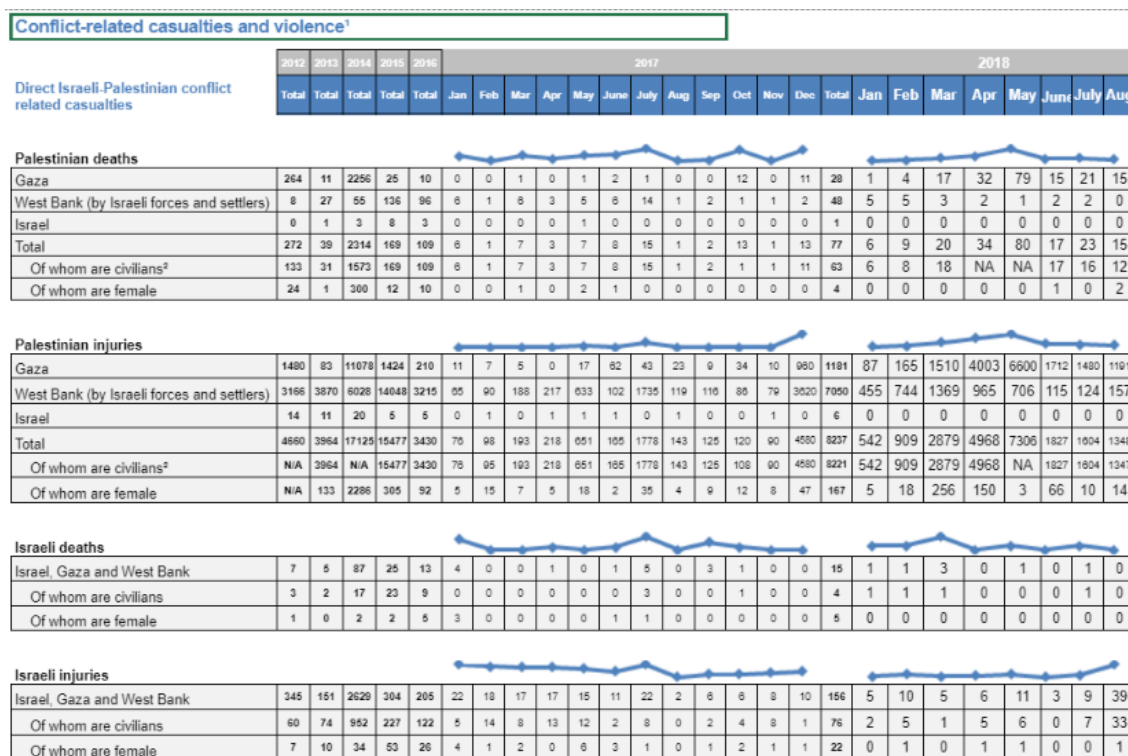 Conflict-related casualties and violence¹
2012 2013 2014 2015 2016 2017 2018
Direct Israeli-Palestinian conflict related casualties Total Total Total Total Total Jan Feb Mar Apr May June July Aug Sep Oct Nov Dec Total Jan Feb Mar Apr May June July Aug
Palestinian deaths
Gaza 264 11 2256 25 10 0 0 1 0 1 2 1 0 0 12 0 11 28 1 4 17 32 79 15 21 15
West Bank (by Israeli forces and settlers) 8 27 55 136 96 6 1 6 3 5 6 14 1 2 1 1 2 48 5 5 3 2 1 2 2 0
Israel 0 1 3 8 3 0 0 0 0 1 0 0 0 0 0 0 0 1 0 0 0 0 0 0 0 0
Total 272 39 2314 169 109 6 1 7 3 7 8 15 1 2 13 1 13 77 6 9 20 34 80 17 23 15
Of whom are civilians² 133 31 1573 169 109 6 1 7 3 7 8 15 1 2 1 1 11 63 6 8 18 NA NA 17 16 12
Of whom are female 24 1 300 12 10 0 0 1 0 2 1 0 0 0 0 0 0 4 0 0 0 0 0 1 0 2
Palestinian injuries
Gaza 1480 83 11078 1424 210 11 7 5 0 17 62 43 23 9 34 10 960 1181 87 165 1510 4003 6600 1712 1480 1191
West Bank (by Israeli forces and settlers) 3166 3870 6028 14048 3215 65 90 188 217 633 102 1735 119 116 86 79 3620 7050 455 744 1369 965 706 115 124 157
Israel 14 11 20 5 5 0 1 0 1 1 1 0 1 0 0 1 0 6 0 0 0 0 0 0 0 0
Total 4660 3964 17125 15477 3430 76 98 193 218 651 165 1778 143 125 120 90 4580 8237 542 909 2879 4968 7306 1827 1604 1348
Of whom are civilians² N/A 3964 N/A 15477 3430 76 95 193 218 651 165 1778 143 125 108 90 4580 8221 542 909 2879 4968 NA 1827 1604 1347
Of whom are female N/A 133 2286 305 92 5 15 7 5 18 2 35 4 9 12 8 47 167 5 18 256 150 3 66 10 14
Israeli deaths
Israel, Gaza and West Bank 7 5 87 25 13 4 0 0 1 0 1 5 0 3 1 0 0 15 1 1 3 0 1 0 1 0
Of whom are civilians 3 2 17 23 9 0 0 0 0 0 0 3 0 0 1 0 0 4 1 1 1 0 0 0 1 0
Of whom are female 1 0 2 2 5 3 0 0 0 0 1 1 0 0 0 0 0 5 0 0 0 0 0 0 0 0
Israeli injuries
Israel, Gaza and West Bank 345 151 2629 304 205 22 18 17 17 15 11 22 2 6 6 8 10 156 5 10 5 6 11 3 9 39
Of whom are civilians 60 74 952 227 122 5 14 8 13 12 2 8 0 2 4 8 1 76 2 5 1 5 6 0 7 33
Of whom are female 7 10 34 53 26 4 1 2 0 6 3 1 0 1 2 1 1 22 0 1 0 1 1 0 0 1